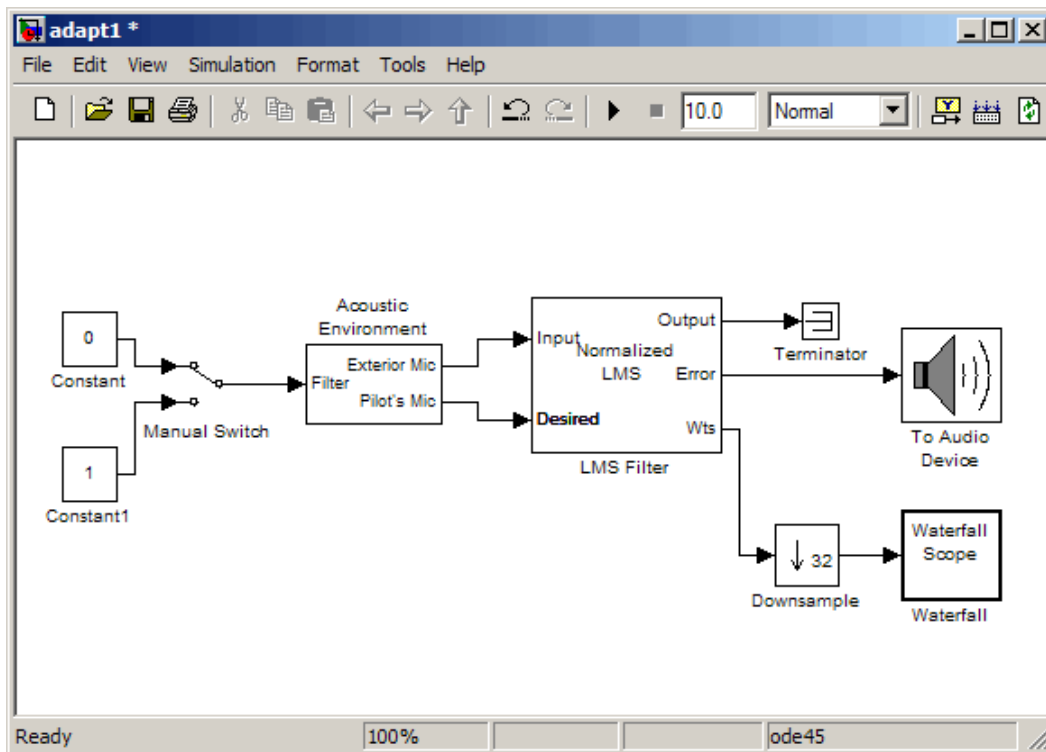 adapt1 *
File Edit View Simulation Format Tools Help
10.0 Normal
Acoustic
Environment
0
Constant
Manual Switch
1
Constant1
Filter
Exterior Mic
Pilot's Mic
Input
Normalized
LMS
Output
Error
Desired
Wts
LMS Filter
Terminator
To Audio
Device
32
Downsample
Waterfall
Scope
Waterfall
Ready 100% ode45